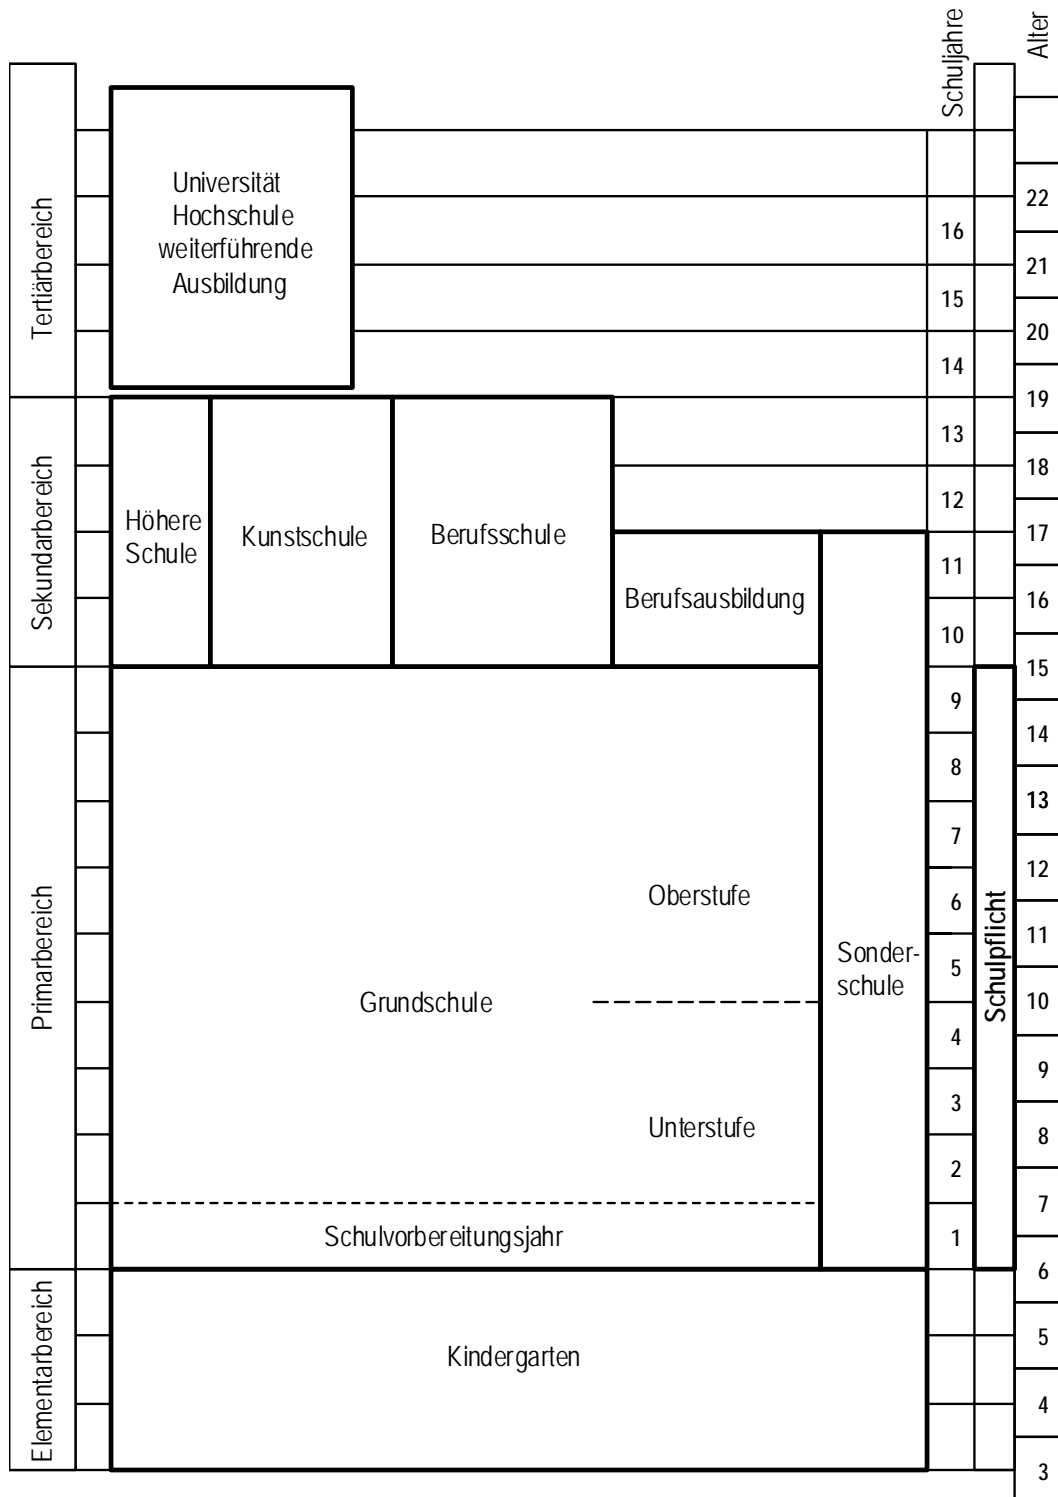 Schuljahre
Alter
Tertiärbereich
Universität
Hochschule
weiterführende
Ausbildung
22
16
21
15
20
14
19
Sekundarbereich
Höhere
Schule
Kunstschule
Berufsschule
Berufsausbildung
13
18
12
17
11
16
10
15
Primarbereich
Grundschule
Oberstufe
Unterstufe
Schulvorbereitungsjahr
Sonder-
schule
Schulpflicht
9
14
8
13
7
12
6
11
5
10
4
9
3
8
2
7
1
6
Elementarbereich
Kindergarten
5
4
3